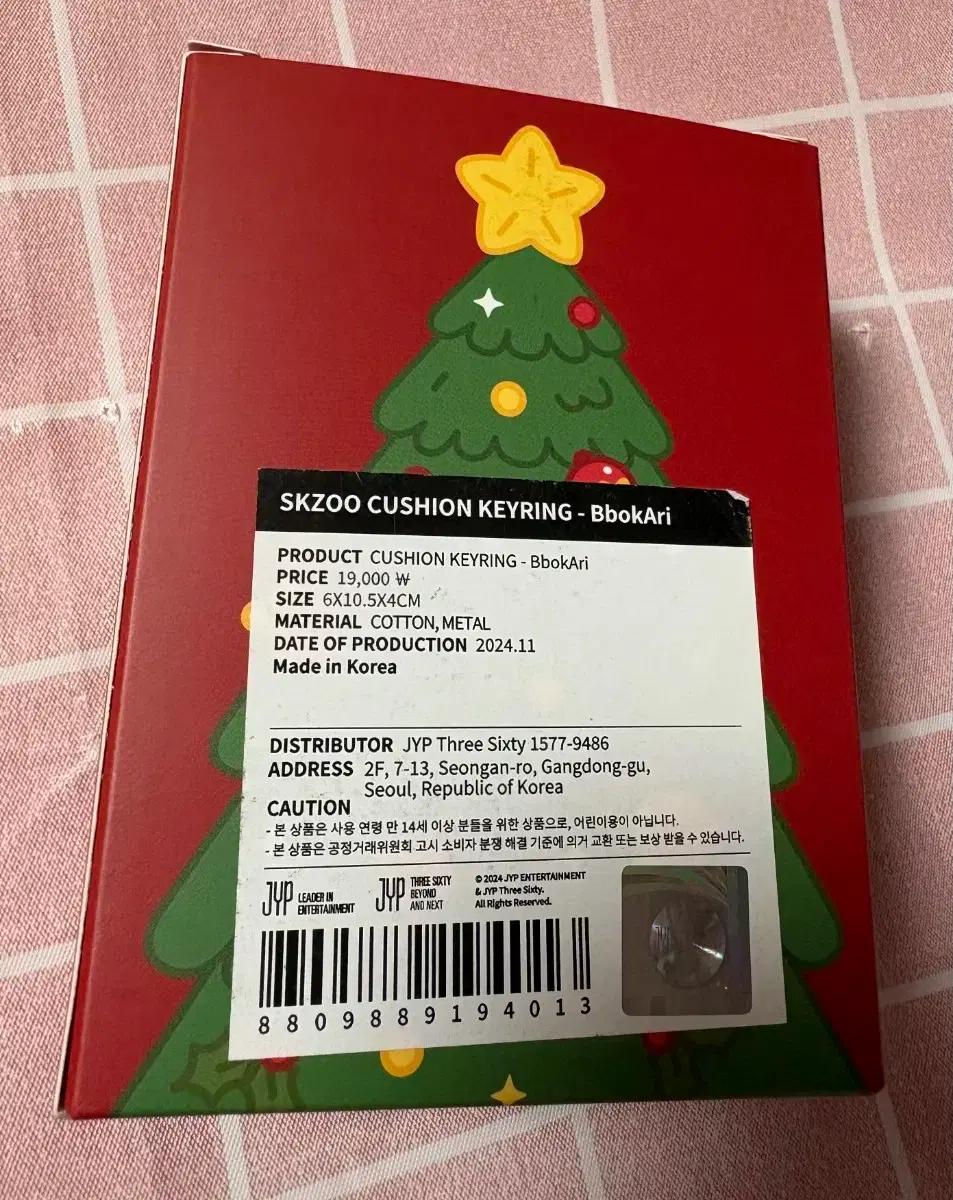 SKZOO CUSHION KEYRING - BbokAri
PRODUCT CUSHION KEYRING - BbokAri
PRICE 19,000 ₩
SIZE 6X10.5X4CM
MATERIAL COTTON, METAL
DATE OF PRODUCTION 2024.11
Made in Korea
DISTRIBUTOR JYP Three Sixty 1577-9486
ADDRESS 2F, 7-13, Seongan-ro, Gangdong-gu,
Seoul, Republic of Korea
CAUTION
- 본 상품은 사용 연령 만 14세 이상 분들을 위한 상품으로, 어린이용이 아닙니다.
- 본 상품은 공정거래위원회 고시 소비자 분쟁 해결 기준에 의거 교환 또는 보상 받을 수 있습니다.
JYP LEADER IN
ENTERTAINMENT
JYP THREE SIXTY
BEYOND
AND NEXT
© 2024 JYP ENTERTAINMENT
& JYP Three Sixty.
All Rights Reserved.
8809889194013